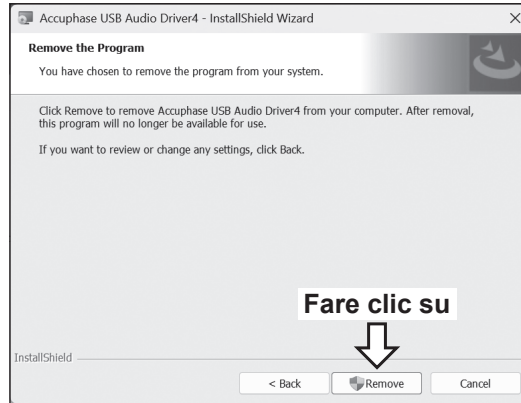 Accuphase USB Audio Driver4 - InstallShield Wizard
Remove the Program
You have chosen to remove the program from your system.
Click Remove to remove Accuphase USB Audio Driver4 from your computer. After removal,
this program will no longer be available for use.
If you want to review or change any settings, click Back.
Fare clic su
InstallShield
< Back Remove Cancel